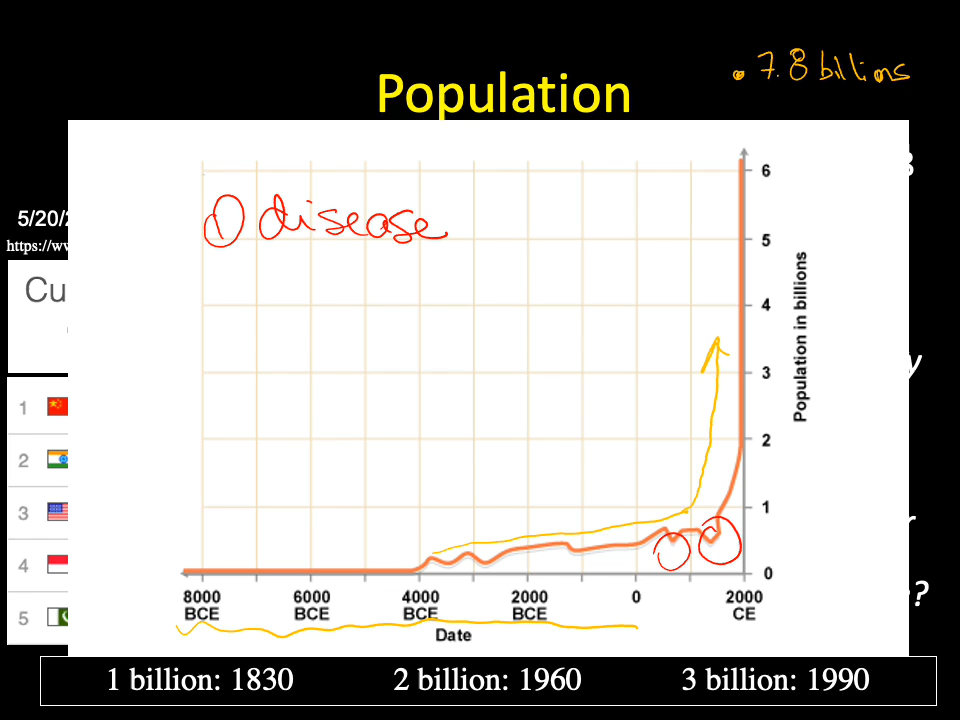 7.8 billions
Population
1 disease
5/20/2
https://ww
Cu
1
2
3
4
5
6
5
4
3
2
1
0
Population in billions
8000 BCE
6000 BCE
4000 BCE
2000 BCE
0
2000 CE
Date
y
?
1 billion: 1830 2 billion: 1960 3 billion: 1990